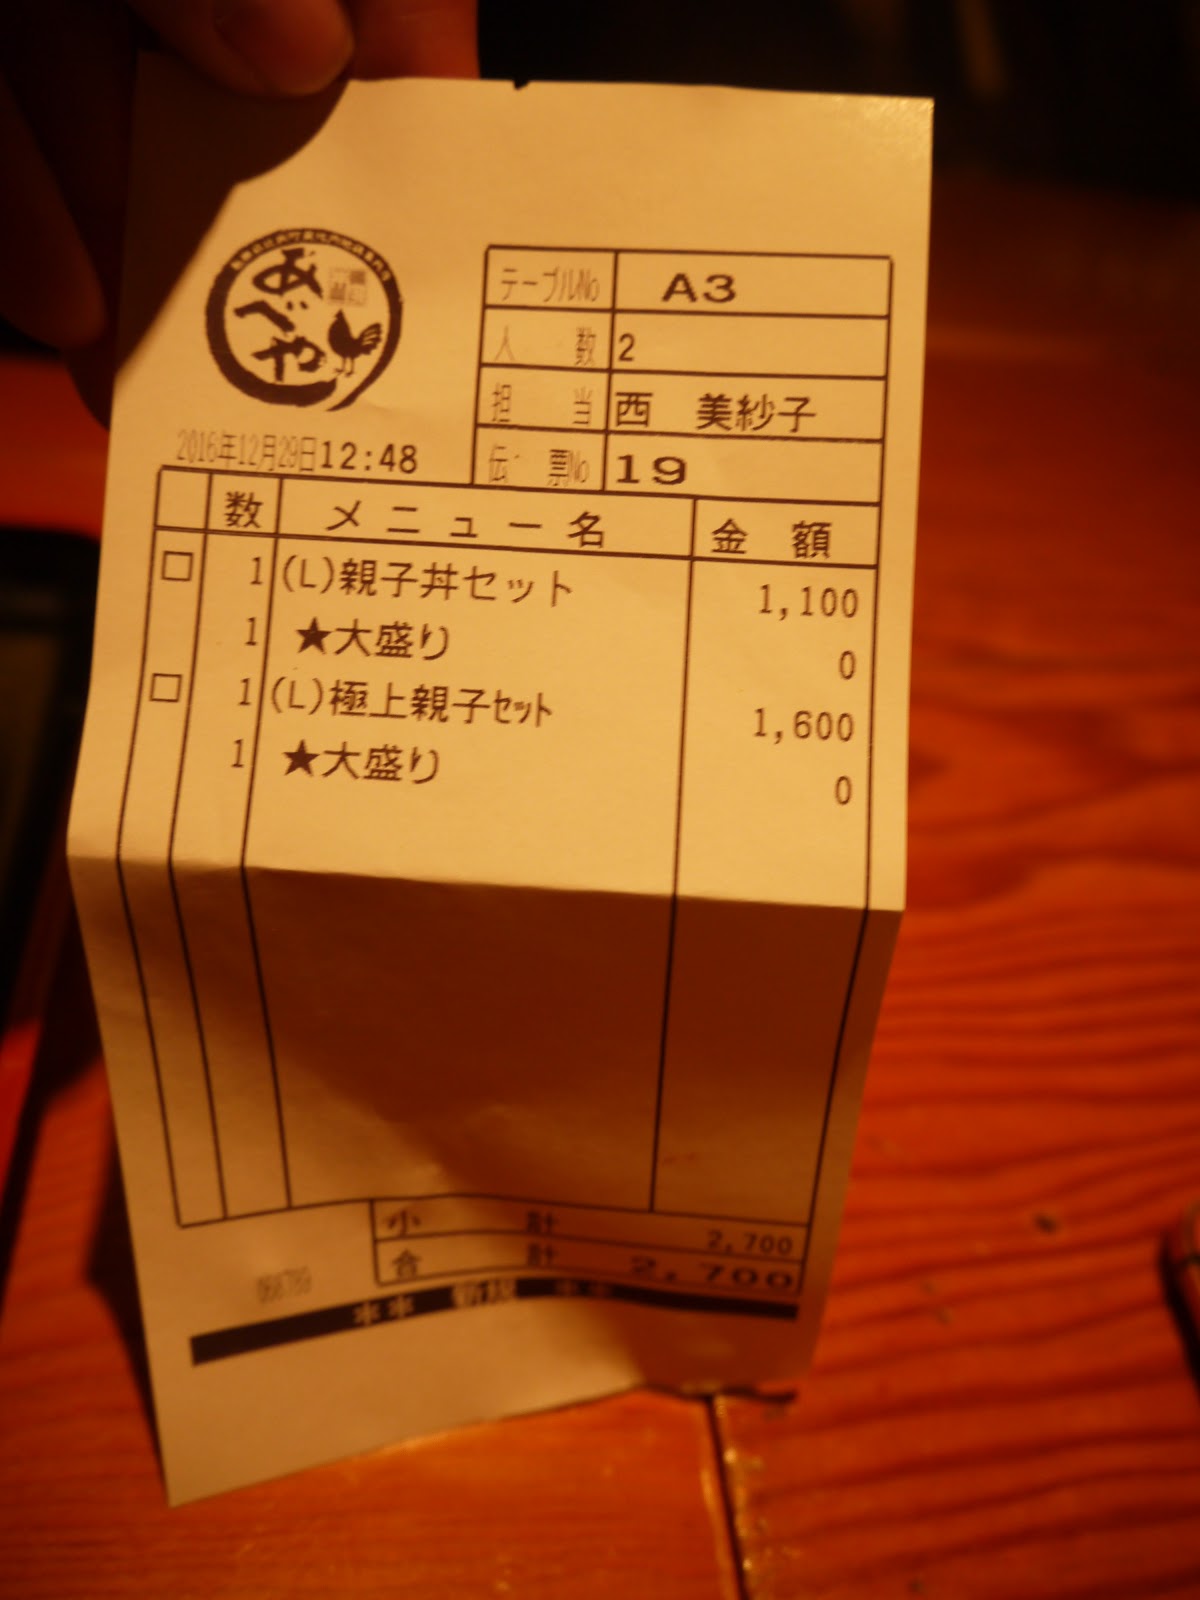 あべや
テーブルNo A3
人 数 2
担 当 西 美紗子
伝 票No 19
2016年12月29日12:48
数 メニュー名 金 額
□ 1 (L)親子丼セット 1,100
1 ★大盛り 0
□ 1 (L)極上親子セット 1,600
1 ★大盛り 0
小 計 2,700
合 計 2,700
** 新規 **